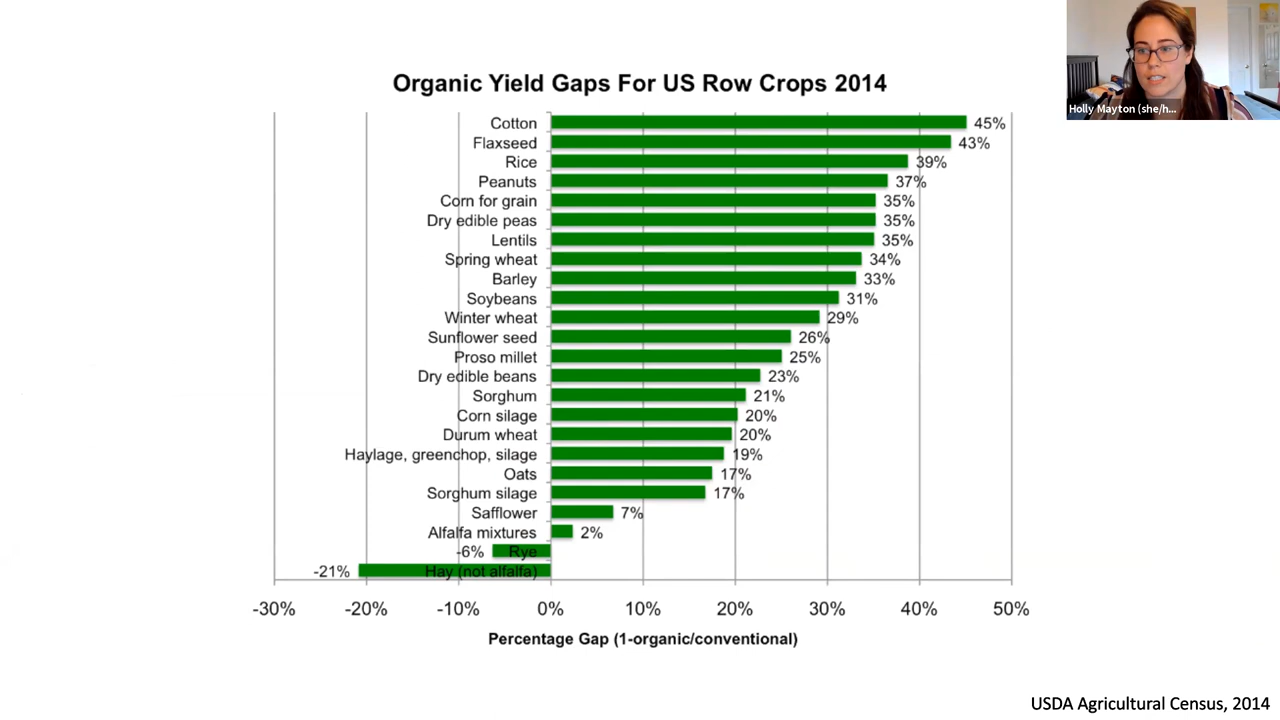 Holly Mayton (she/h...
Organic Yield Gaps For US Row Crops 2014
Cotton 45%
Flaxseed 43%
Rice 39%
Peanuts 37%
Corn for grain 35%
Dry edible peas 35%
Lentils 35%
Spring wheat 34%
Barley 33%
Soybeans 31%
Winter wheat 29%
Sunflower seed 26%
Proso millet 25%
Dry edible beans 23%
Sorghum 21%
Corn silage 20%
Durum wheat 20%
Haylage, greenchop, silage 19%
Oats 17%
Sorghum silage 17%
Safflower 7%
Alfalfa mixtures 2%
-6% Rye
-21% Hay (not alfalfa)
-30% -20% -10% 0% 10% 20% 30% 40% 50%
Percentage Gap (1-organic/conventional)
USDA Agricultural Census, 2014